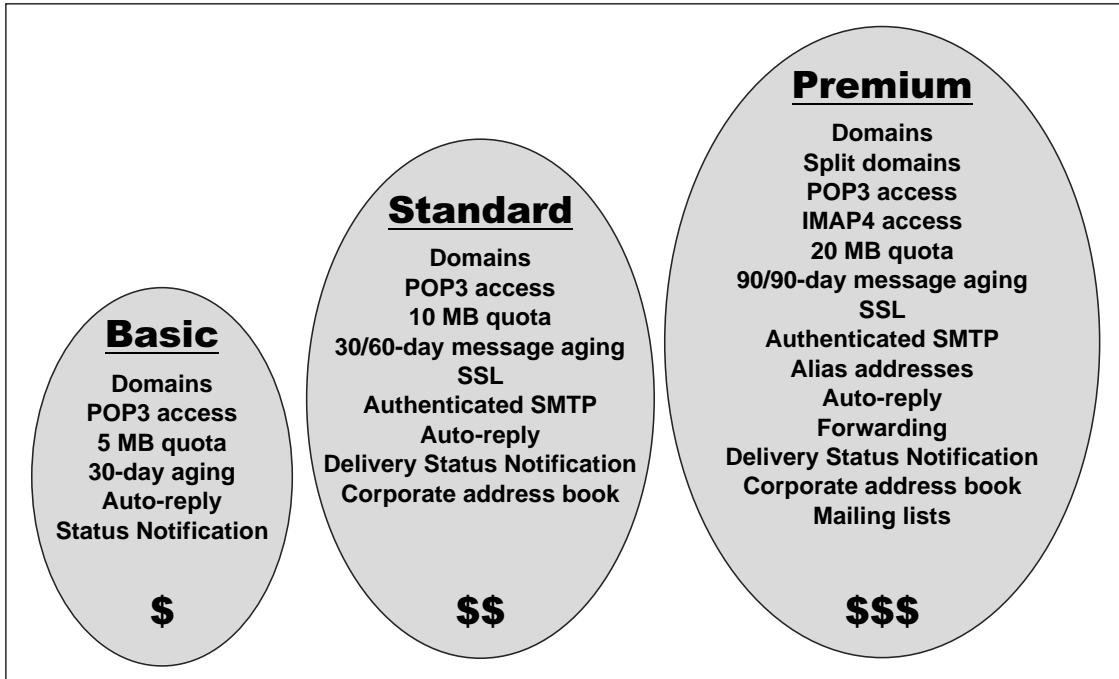 Basic
Domains
POP3 access
5 MB quota
30-day aging
Auto-reply
Status Notification
$
Standard
Domains
POP3 access
10 MB quota
30/60-day message aging
SSL
Authenticated SMTP
Auto-reply
Delivery Status Notification
Corporate address book
$$
Premium
Domains
Split domains
POP3 access
IMAP4 access
20 MB quota
90/90-day message aging
SSL
Authenticated SMTP
Alias addresses
Auto-reply
Forwarding
Delivery Status Notification
Corporate address book
Mailing lists
$$$